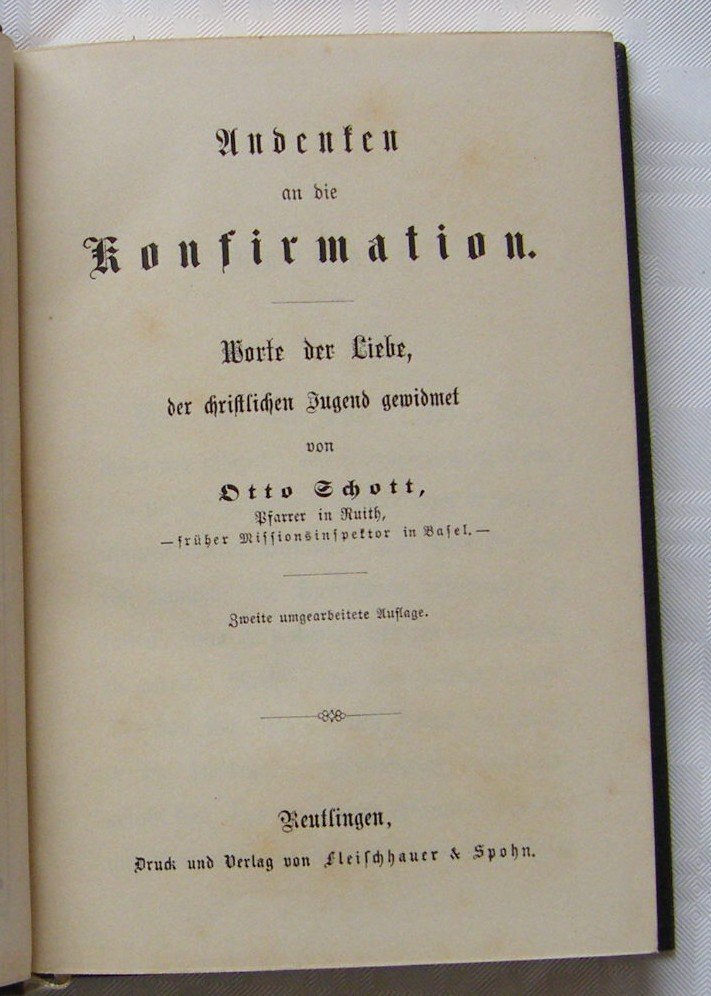 Andenken
an die
Konfirmation.
Worte der Liebe,
der christlichen Jugend gewidmet
von
Otto Schott,
Pfarrer in Ruith,
— früher Missionsinspektor in Basel. —
Zweite umgearbeitete Auflage.
Reutlingen,
Druck und Verlag von Fleischhauer & Spohn.